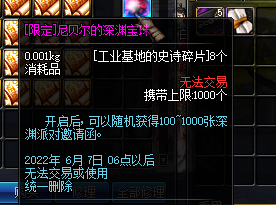 [限定]尼贝尔的深渊宝珠
0.001kg
[工业基地的史诗碎片]8个
消耗品
无法交易
携带上限1000个
开启后,可以随机获得100~1000张深
渊派对邀请函。
2022年 6月 7日 06点以后
无法交易或使用
统一删除